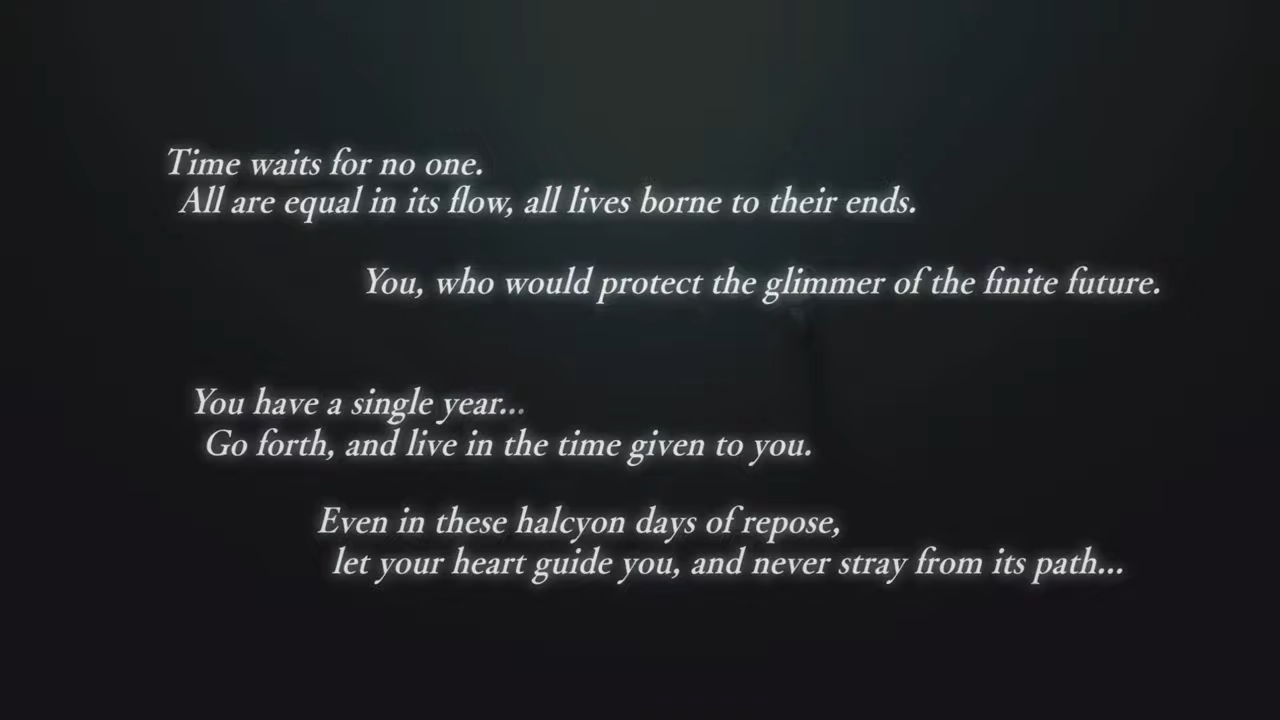 Time waits for no one.
All are equal in its flow, all lives borne to their ends.
You, who would protect the glimmer of the finite future.
You have a single year...
Go forth, and live in the time given to you.
Even in these halcyon days of repose,
let your heart guide you, and never stray from its path...